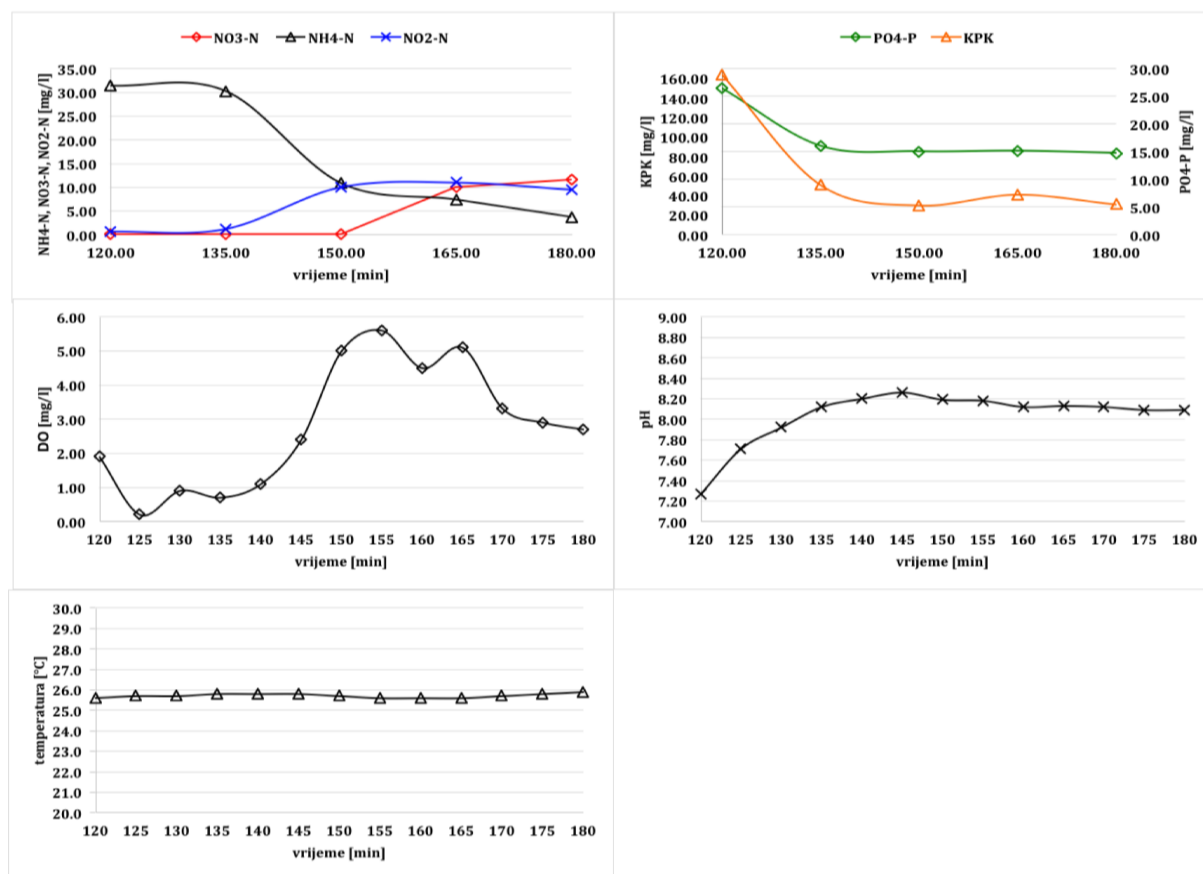 NO3-N NH4-N NO2-N
NH4-N, NO3-N, NO2-N [mg/l]
35.00
30.00
25.00
20.00
15.00
10.00
5.00
0.00
120.00 135.00 150.00 165.00 180.00
vrijeme [min]
PO4-P KPK
KPK [mg/l]
160.00
140.00
120.00
100.00
80.00
60.00
40.00
20.00
0.00
30.00
25.00
20.00
15.00
10.00
5.00
0.00
PO4-P [mg/l]
120.00 135.00 150.00 165.00 180.00
vrijeme [min]
DO [mg/l]
6.00
5.00
4.00
3.00
2.00
1.00
0.00
120 125 130 135 140 145 150 155 160 165 170 175 180
vrijeme [min]
pH
9.00
8.80
8.60
8.40
8.20
8.00
7.80
7.60
7.40
7.20
7.00
120 125 130 135 140 145 150 155 160 165 170 175 180
vrijeme [min]
temperatura [°C]
30.0
29.0
28.0
27.0
26.0
25.0
24.0
23.0
22.0
21.0
20.0
120 125 130 135 140 145 150 155 160 165 170 175 180
vrijeme [min]